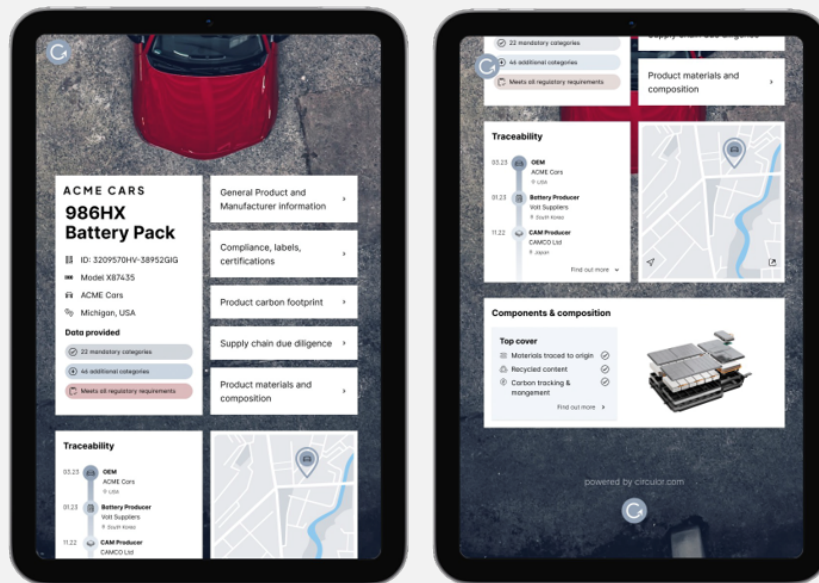 ACME CARS
986HX
Battery Pack
ID: 3209570HV-38952GIG
Model X87435
ACME Cars
Michigan, USA
Data provided
22 mandatory categories
46 additional categories
Meets all regulatory requirements
General Product and
Manufacturer information
Compliance, labels,
certifications
Product carbon footprint
Supply chain due diligence
Product materials and
composition
Traceability
03.23 OEM
ACME Cars
USA
01.23 Battery Producer
Volt Suppliers
South Korea
11.22 CAM Producer
CAMCO Ltd
22 mandatory categories
46 additional categories
Meets all regulatory requirements
Supply chain due diligence
Product materials and
composition
Traceability
03.23 OEM
ACME Cars
USA
01.23 Battery Producer
Volt Suppliers
South Korea
11.22 CAM Producer
CAMCO Ltd
Japan
Find out more
Components & composition
Top cover
Materials traced to origin
Recycled content
Carbon tracking &
mangement
Find out more
powered by circulor.com